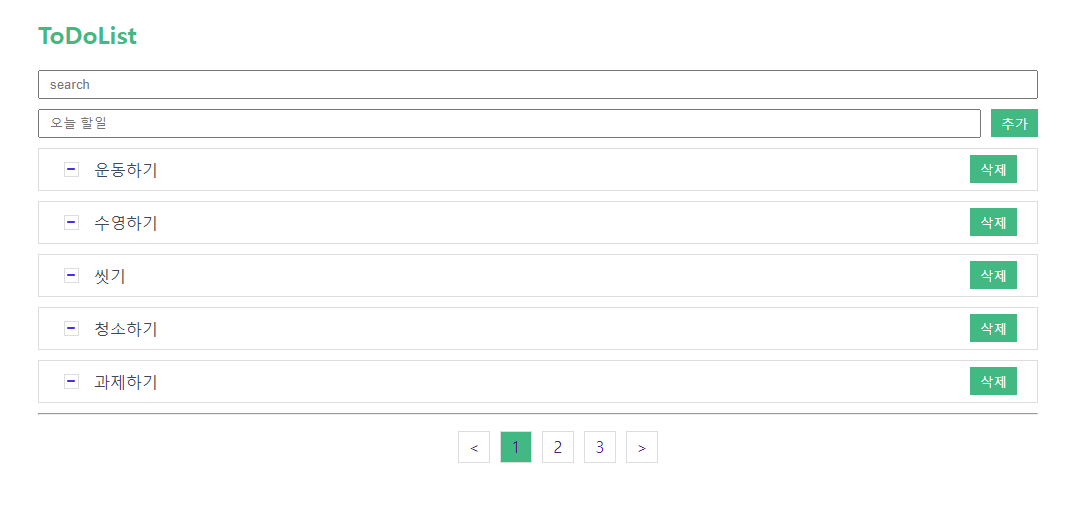 ToDoList
search
오늘 할일 추가
운동하기 삭제
수영하기 삭제
씻기 삭제
청소하기 삭제
과제하기 삭제
< 1 2 3 >